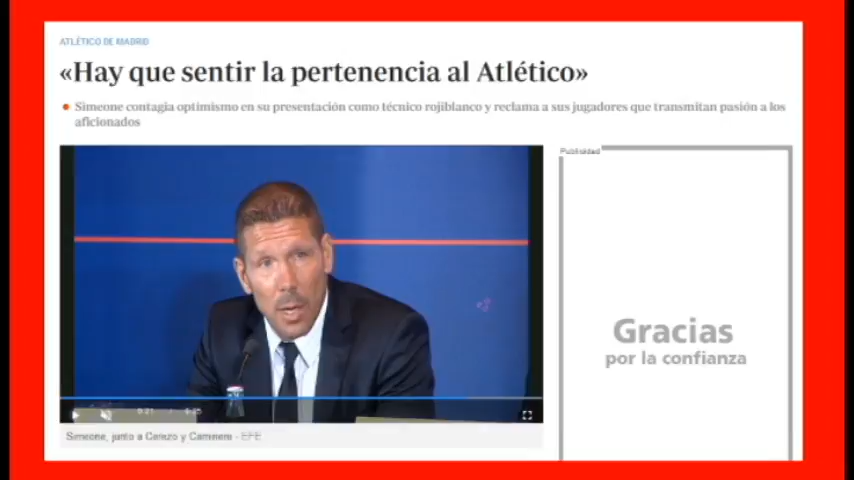 ATLÉTICO DE MADRID
«Hay que sentir la pertenencia al Atlético»
Simeone contagia optimismo en su presentación como técnico rojiblanco y reclama a sus jugadores que transmitan pasión a los
aficionados
Publicidad
Gracias
por la confianza
Simeone, junto a Cerezo y Caminero - EFE